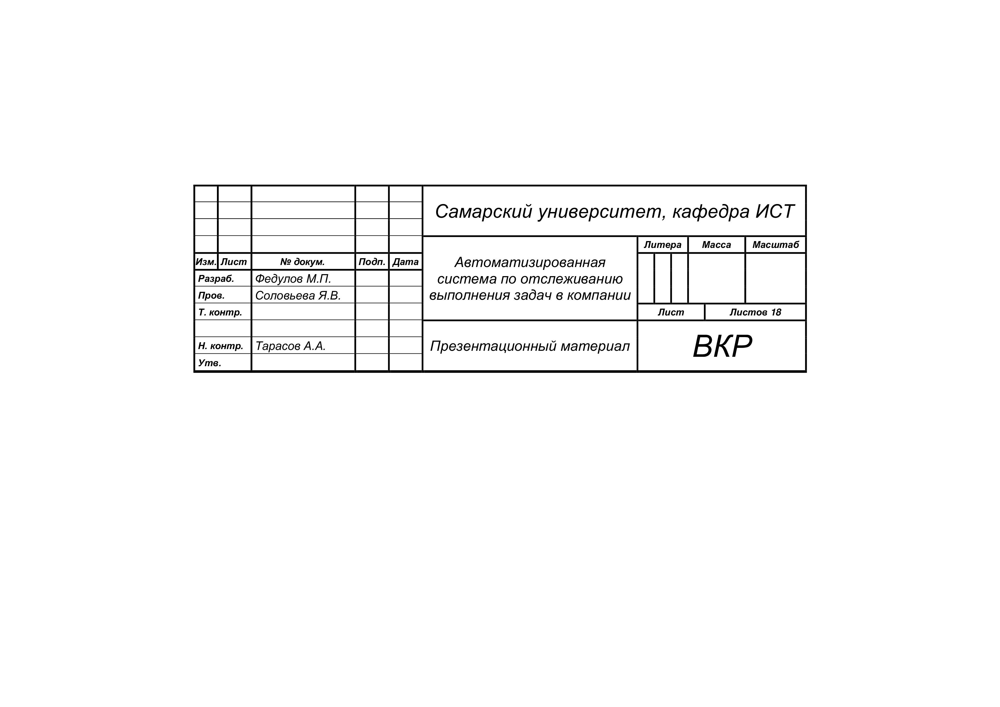 Самарский университет, кафедра ИСТ
Литера Масса Масштаб
Автоматизированная
система по отслеживанию
выполнения задач в компании
Изм. Лист № докум. Подп. Дата
Разраб. Федулов М.П.
Пров. Соловьева Я.В.
Т. контр.
Лист Листов 18
Н. контр. Тарасов А.А.
Презентационный материал
ВКР
Утв.